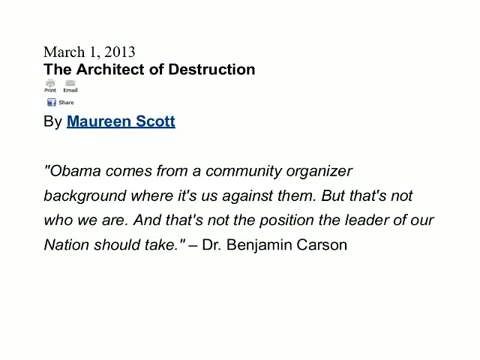 March 1, 2013
The Architect of Destruction
Print Email
Share
By Maureen Scott
"Obama comes from a community organizer
background where it's us against them. But that's not
who we are. And that's not the position the leader of our
Nation should take." – Dr. Benjamin Carson